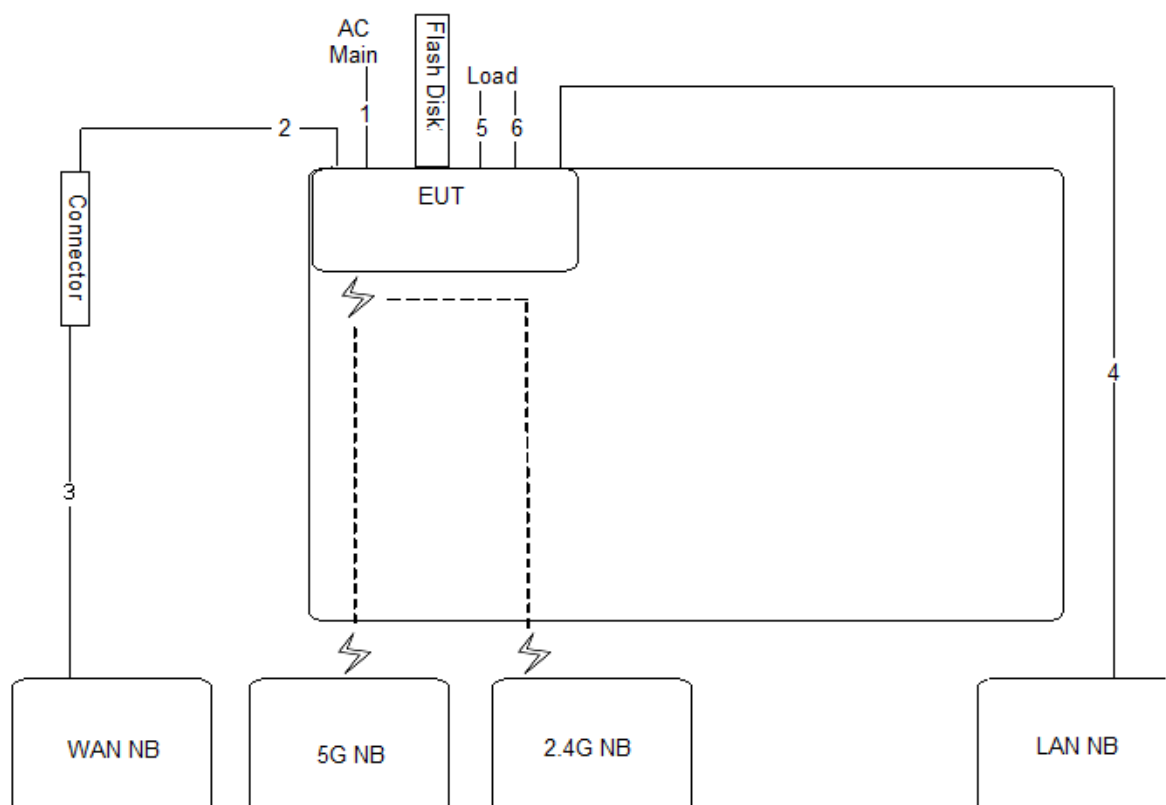 AC
Main
Flash Disk
Load
1
2
5
6
EUT
Connector
4
3
WAN NB
5G NB
2.4G NB
LAN NB